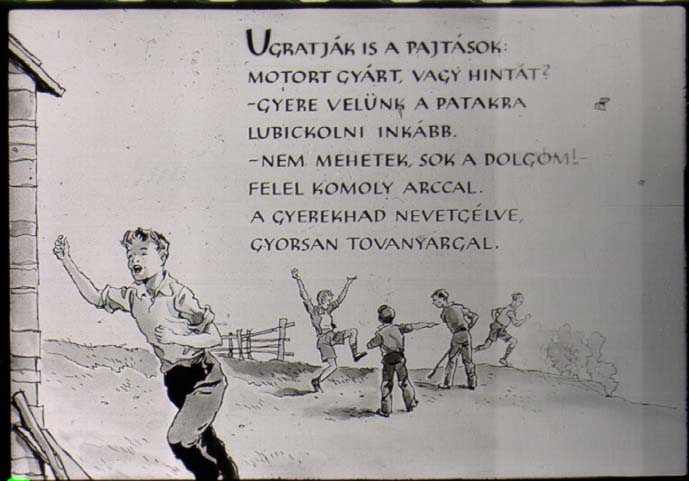 UGRATJÁK IS A PAJTÁSOK:
MOTORT GYÁRT, VAGY HINTÁT?
-GYERE VELÜNK A PATAKRA
LUBICKOLNI INKÁBB.
-NEM MEHETEK, SOK A DOLGOM!-
FELEL KOMOLY ARCCAL.
A GYEREKHAD NEVETGÉLVE,
GYORSAN TOVANYARGAL.